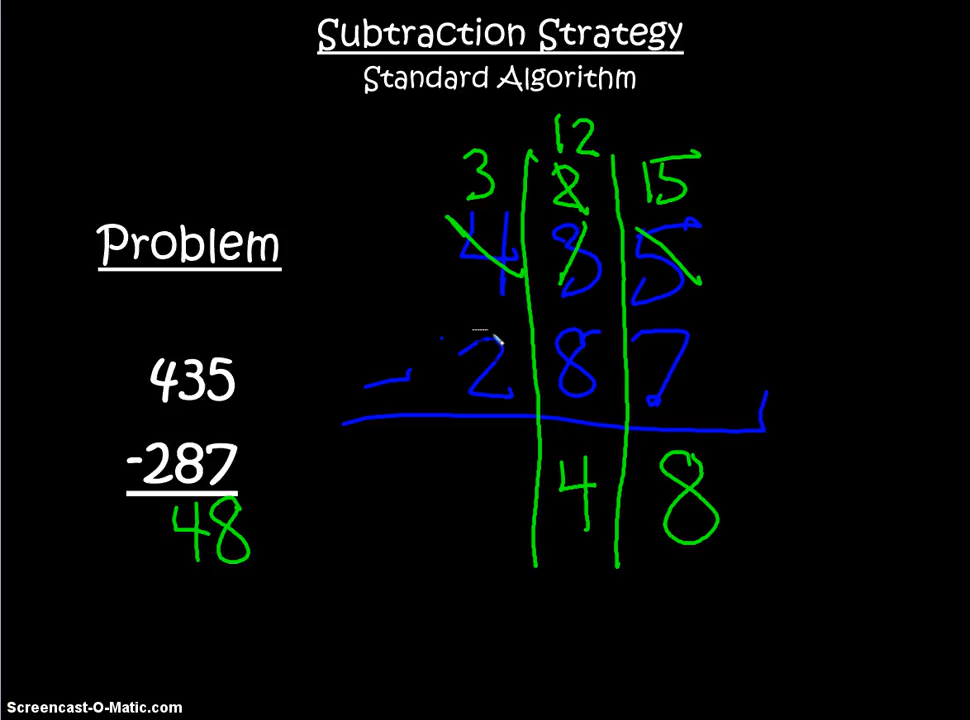 Subtraction Strategy
Standard Algorithm
12
3 2 15
Problem
4 3 5
435
- 2 8 7
-287
48
4 8
Screencast-O-Matic.com